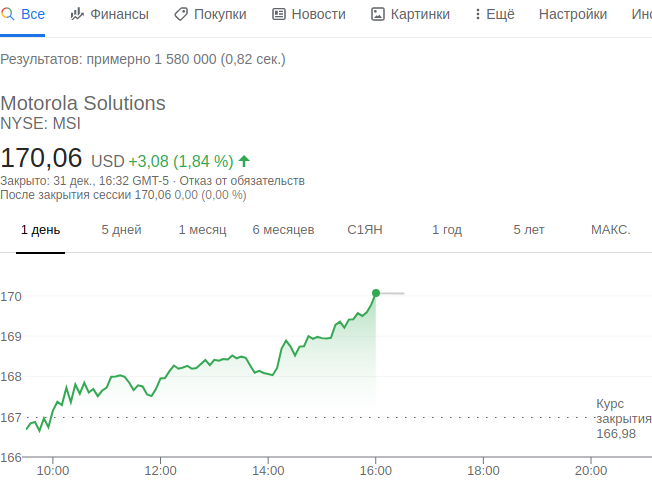 Все Финансы Покупки Новости Картинки Ещё Настройки
Результатов: примерно 1 580 000 (0,82 сек.)
Motorola Solutions
NYSE: MSI
170,06 USD +3,08 (1,84 %)
Закрыто: 31 дек., 16:32 GMT-5 · Отказ от обязательств
После закрытия сессии 170,06 0,00 (0,00 %)
1 день 5 дней 1 месяц 6 месяцев С1ЯН 1 год 5 лет МАКС.
170
169
168
167
Курс
закрытия
166,98
166
10:00 12:00 14:00 16:00 18:00 20:00